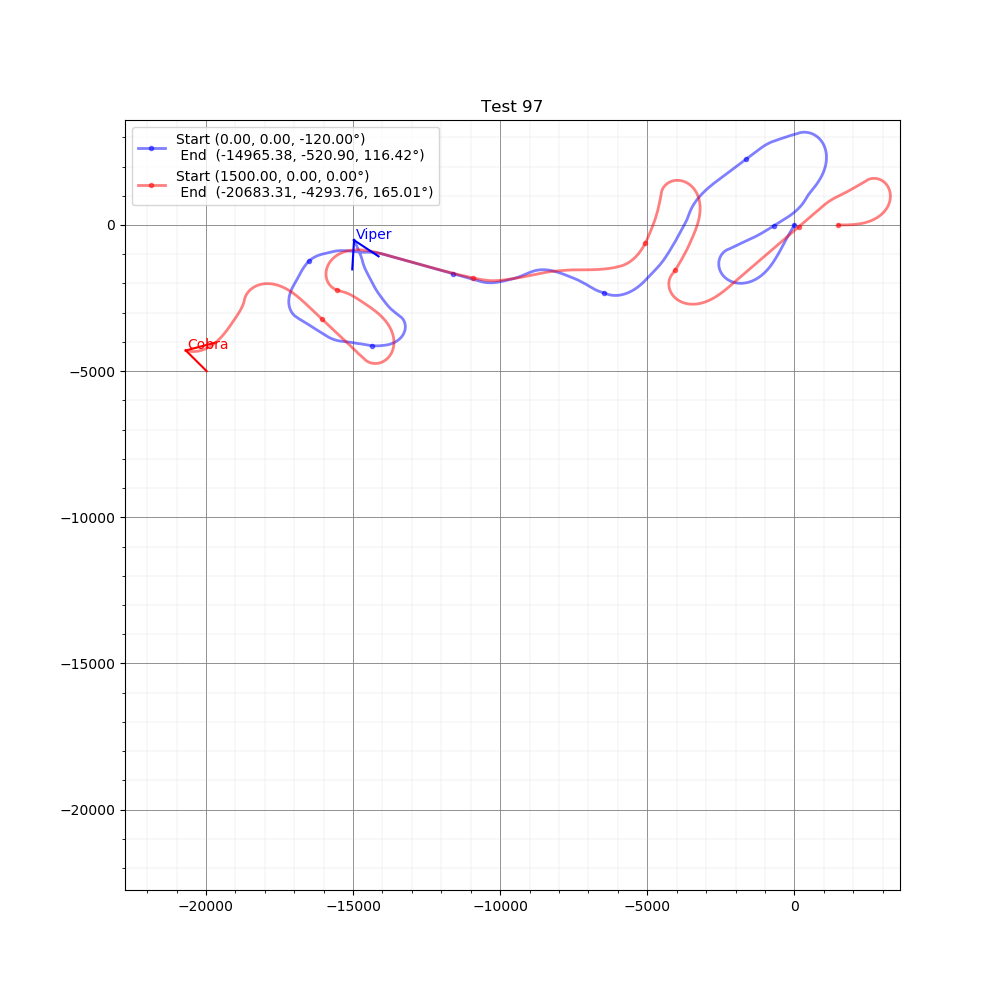 Test 97
Start (0.00, 0.00, -120.00°)
End (-14965.38, -520.90, 116.42°)
Start (1500.00, 0.00, 0.00°)
End (-20683.31, -4293.76, 165.01°)
Viper
Cobra
0
−5000
−10000
−15000
−20000
−20000 −15000 −10000 −5000 0